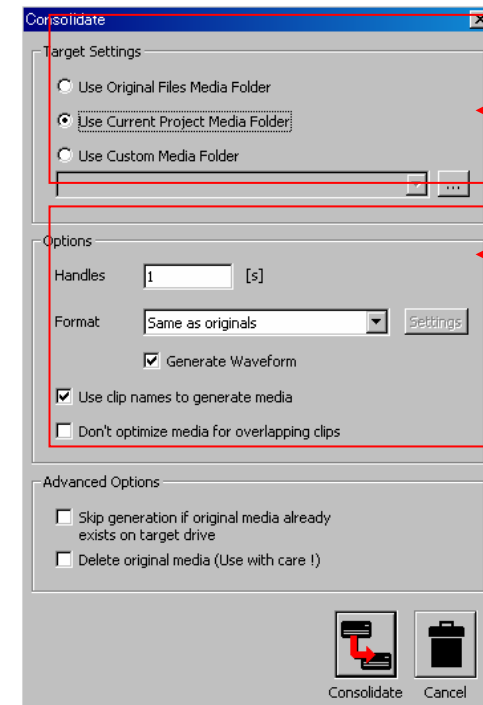 Consolidate
Target Settings
Use Original Files Media Folder
Use Current Project Media Folder
Use Custom Media Folder
...
Options
Handles 1 [s]
Format Same as originals Settings
Generate Waveform
Use clip names to generate media
Don't optimize media for overlapping clips
Advanced Options
Skip generation if original media already
exists on target drive
Delete original media (Use with care !)
Consolidate Cancel